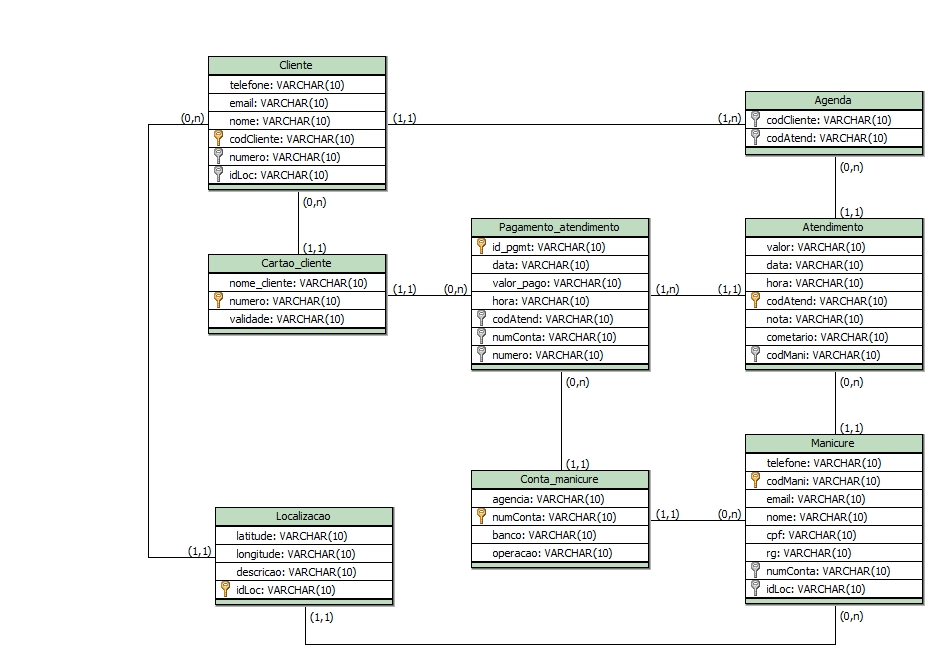 Cliente
telefone: VARCHAR(10)
email: VARCHAR(10)
nome: VARCHAR(10)
codCliente: VARCHAR(10)
numero: VARCHAR(10)
idLoc: VARCHAR(10)
(0,n)
(1,1)
(1,n)
Agenda
codCliente: VARCHAR(10)
codAtend: VARCHAR(10)
(0,n)
(1,1)
(0,n)
(1,1)
Cartao_cliente
nome_cliente: VARCHAR(10)
numero: VARCHAR(10)
validade: VARCHAR(10)
(1,1)
(0,n)
Pagamento_atendimento
id_pgmt: VARCHAR(10)
data: VARCHAR(10)
valor_pago: VARCHAR(10)
hora: VARCHAR(10)
codAtend: VARCHAR(10)
numConta: VARCHAR(10)
numero: VARCHAR(10)
(1,n)
(1,1)
Atendimento
valor: VARCHAR(10)
data: VARCHAR(10)
hora: VARCHAR(10)
codAtend: VARCHAR(10)
nota: VARCHAR(10)
cometario: VARCHAR(10)
codMani: VARCHAR(10)
(0,n)
(1,1)
(0,n)
(1,1)
Conta_manicure
agencia: VARCHAR(10)
numConta: VARCHAR(10)
banco: VARCHAR(10)
operacao: VARCHAR(10)
(1,1)
(0,n)
Manicure
telefone: VARCHAR(10)
codMani: VARCHAR(10)
email: VARCHAR(10)
nome: VARCHAR(10)
cpf: VARCHAR(10)
rg: VARCHAR(10)
numConta: VARCHAR(10)
idLoc: VARCHAR(10)
(0,n)
(1,1)
Localizacao
latitude: VARCHAR(10)
longitude: VARCHAR(10)
descricao: VARCHAR(10)
idLoc: VARCHAR(10)
(1,1)